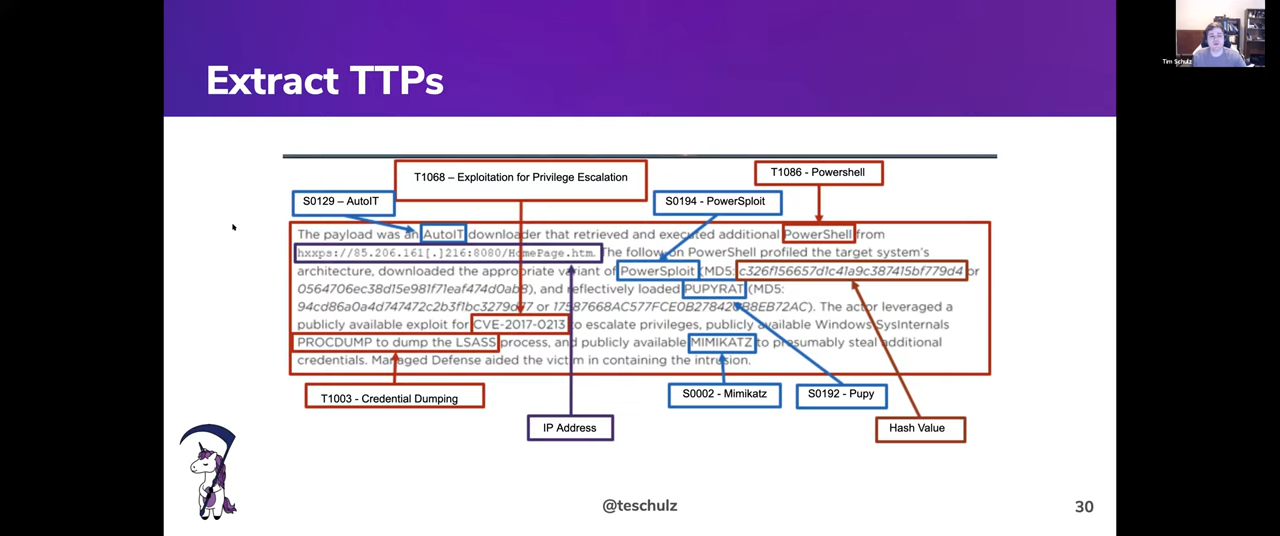 Tim Schulz
Extract TTPs
T1068 – Exploitation for Privilege Escalation
T1086 - Powershell
S0129 – AutoIT
S0194 - PowerSploit
The payload was an AutoIT downloader that retrieved and executed additional PowerShell from
hxxps://85.206.161[.]216:8080/HomePage.htm. The follow on PowerShell profiled the target system's
architecture, downloaded the appropriate variant of PowerSploit (MD5: c326f156657d1c41a9c387415bf779d4 or
0564706ec38d15e981f71eaf474d0ab8), and reflectively loaded PUPYRAT (MD5:
94cd86a0a4d747472c2b3f1bc3279d77 or 17587668AC577FCE0B278420B8EB72AC). The actor leveraged a
publicly available exploit for CVE-2017-0213 to escalate privileges, publicly available Windows SysInternals
PROCDUMP to dump the LSASS process, and publicly available MIMIKATZ to presumably steal additional
credentials. Managed Defense aided the victim in containing the intrusion.
T1003 - Credential Dumping
S0002 - Mimikatz
S0192 - Pupy
IP Address
Hash Value
@teschulz
30